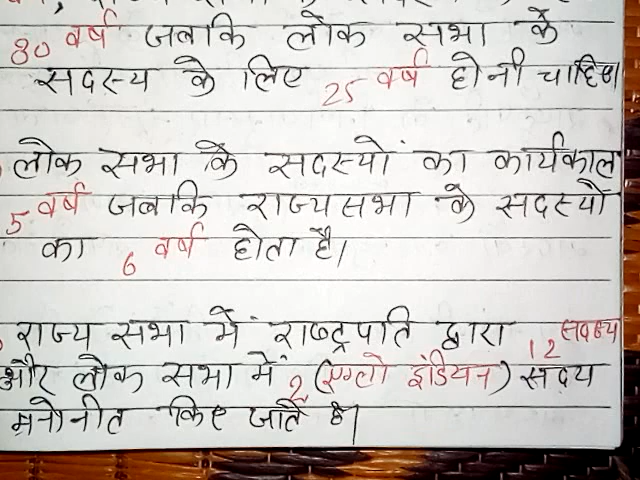 30 वर्ष जबकि लोक सभा के
सदस्य के लिए 25 वर्ष होनी चाहिए।
लोक सभा के सदस्यों का कार्यकाल
5 वर्ष जबकि राज्यसभा के सदस्यों
का 6 वर्ष होता है।
राज्य सभा में राष्ट्रपति द्वारा 12 सदस्य
और लोक सभा में 2 (एंग्लो इंडियन) सदय
मनोनीत किए जाते है।